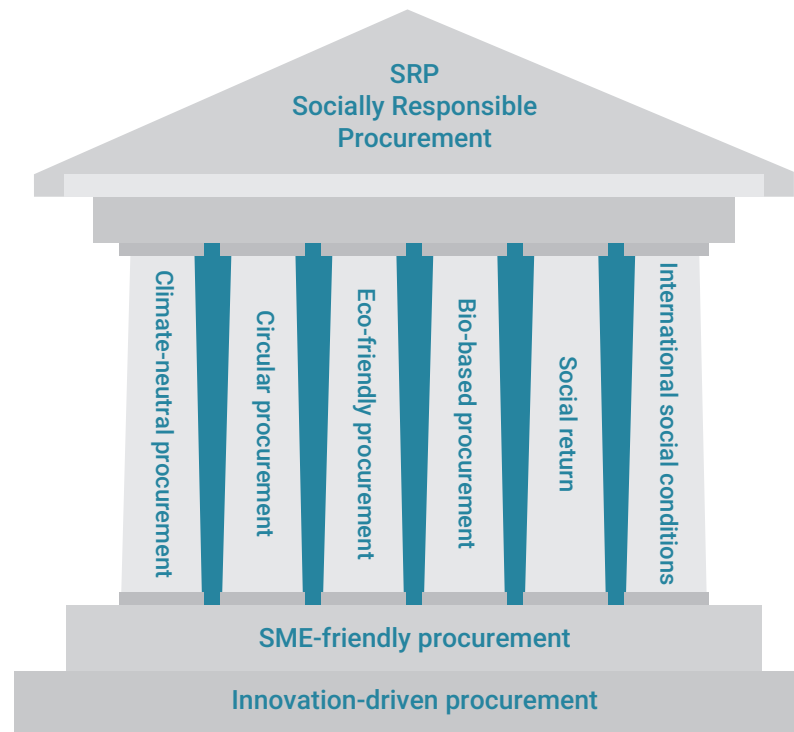 SRP
Socially Responsible
Procurement
Climate-neutral procurement
Circular procurement
Eco-friendly procurement
Bio-based procurement
Social return
International social conditions
SME-friendly procurement
Innovation-driven procurement